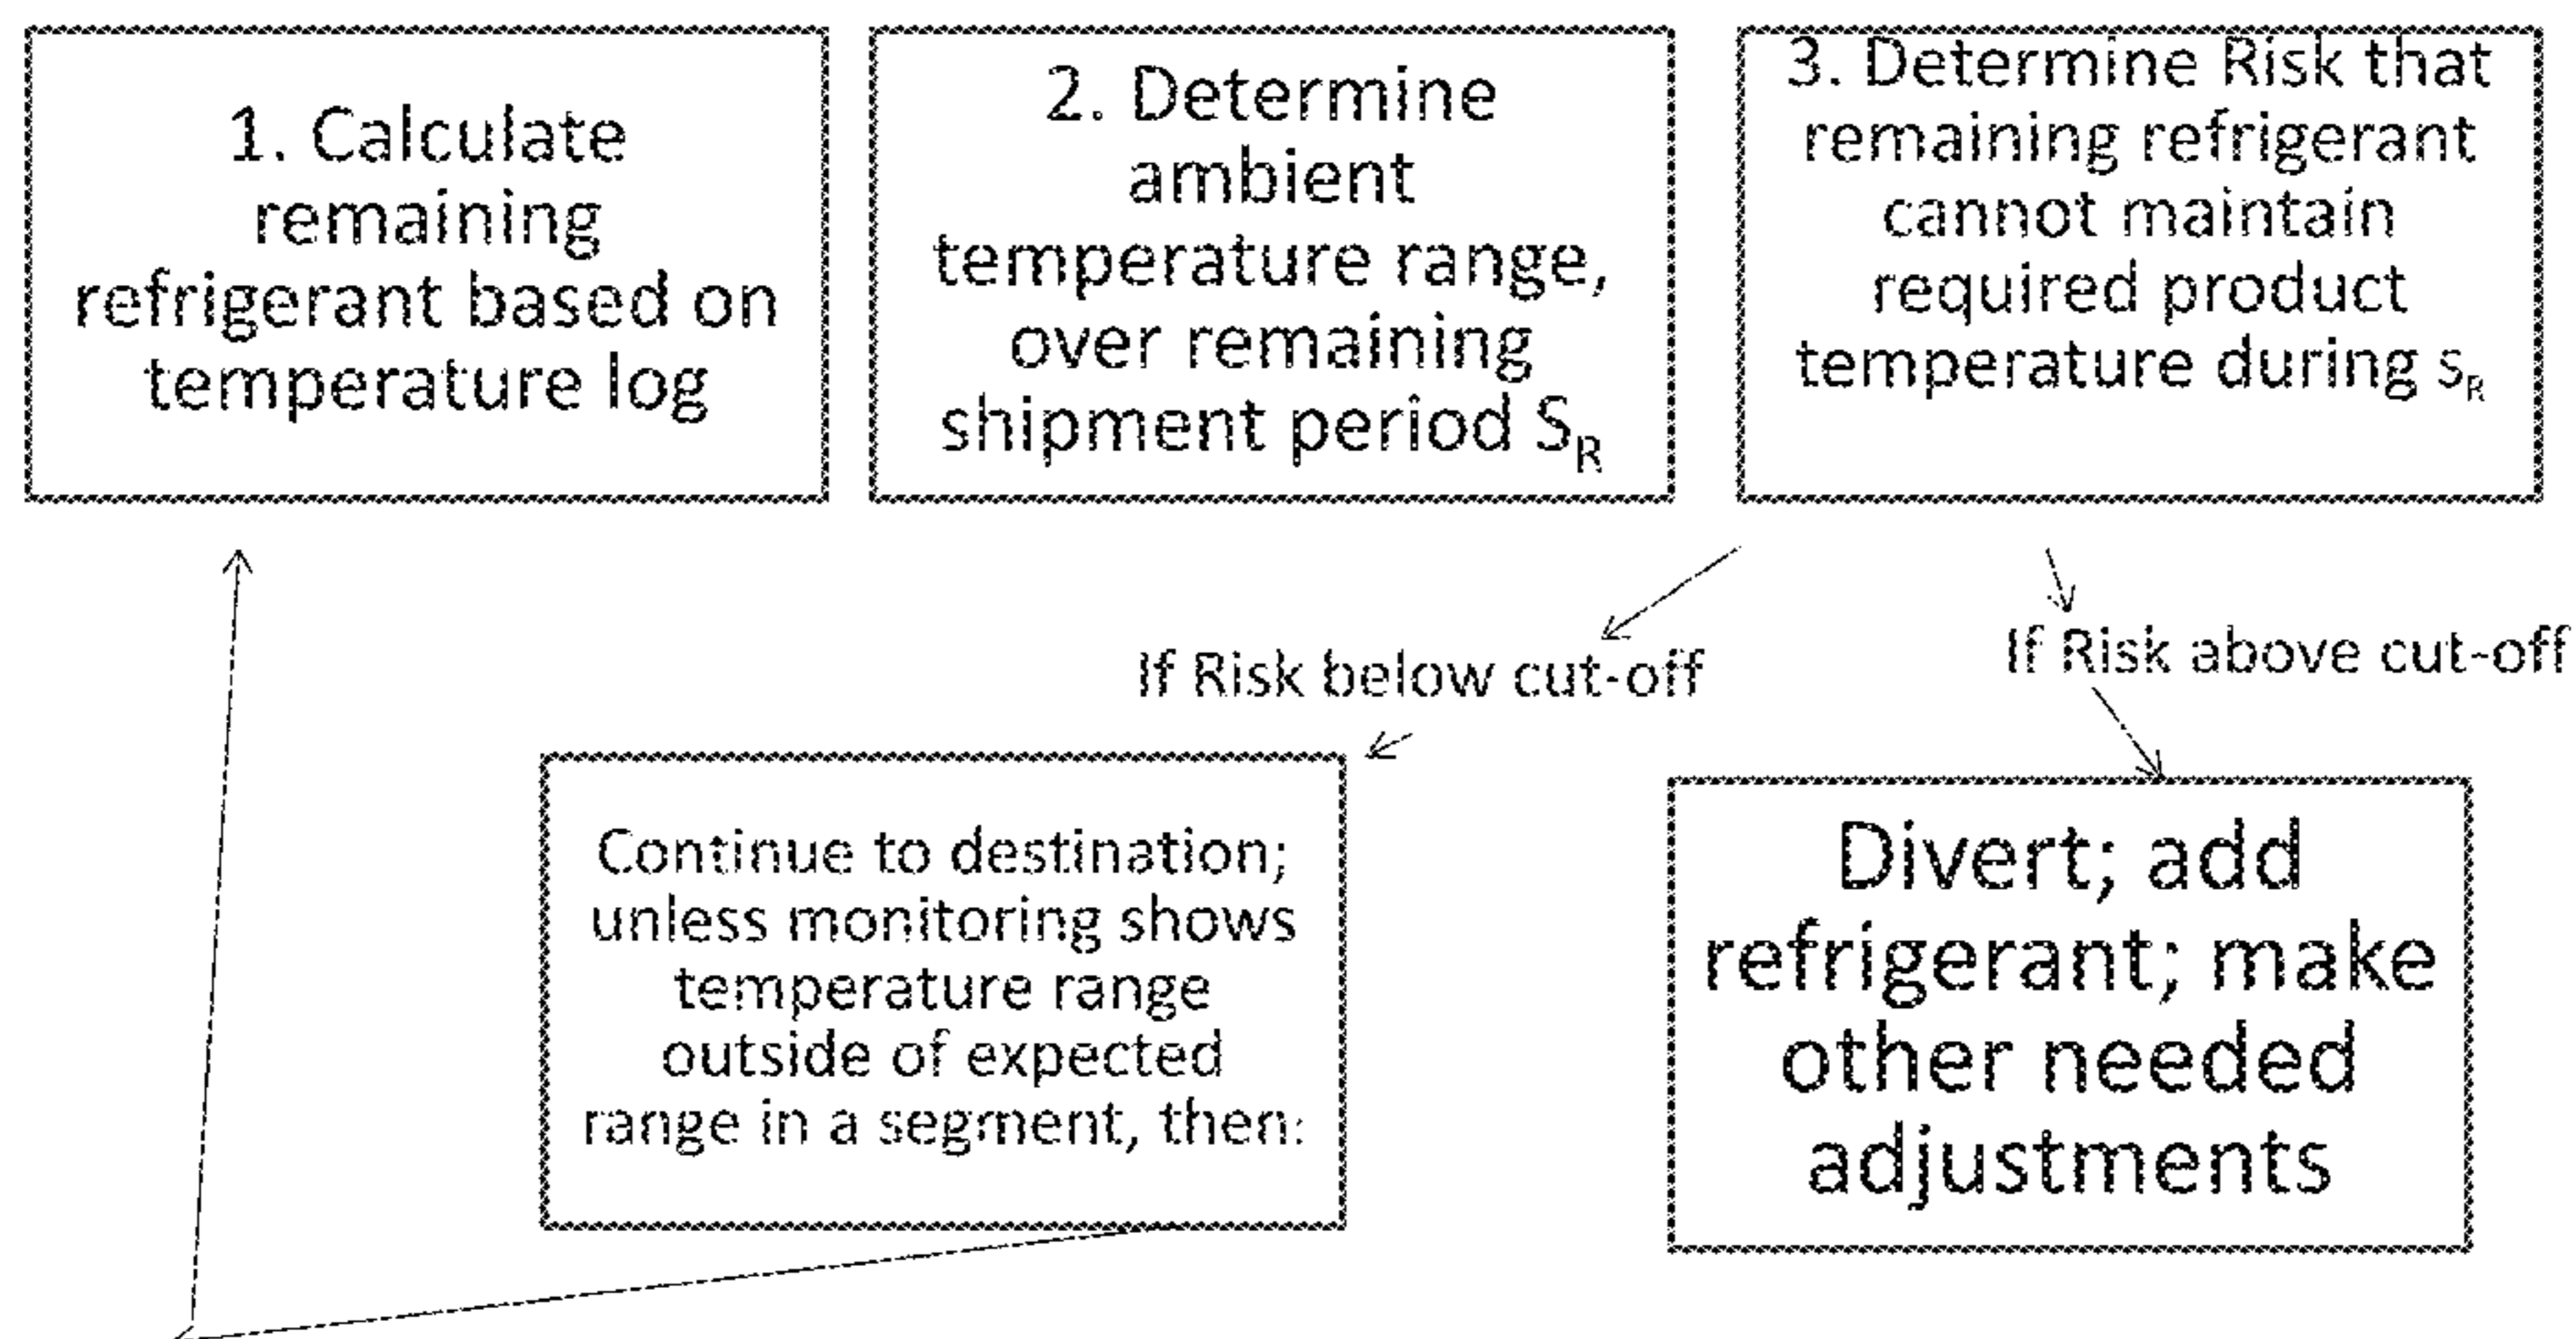 1. Calculate
remaining
refrigerant based on
temperature log
2. Determine
ambient
temperature range,
over remaining
shipment period SR
3. Determine Risk that
remaining refrigerant
cannot maintain
required product
temperature during sR
If Risk below cut-off
If Risk above cut-off
Continue to destination;
unless monitoring shows
temperature range
outside of expected
range in a segment, then:
Divert; add
refrigerant; make
other needed
adjustments